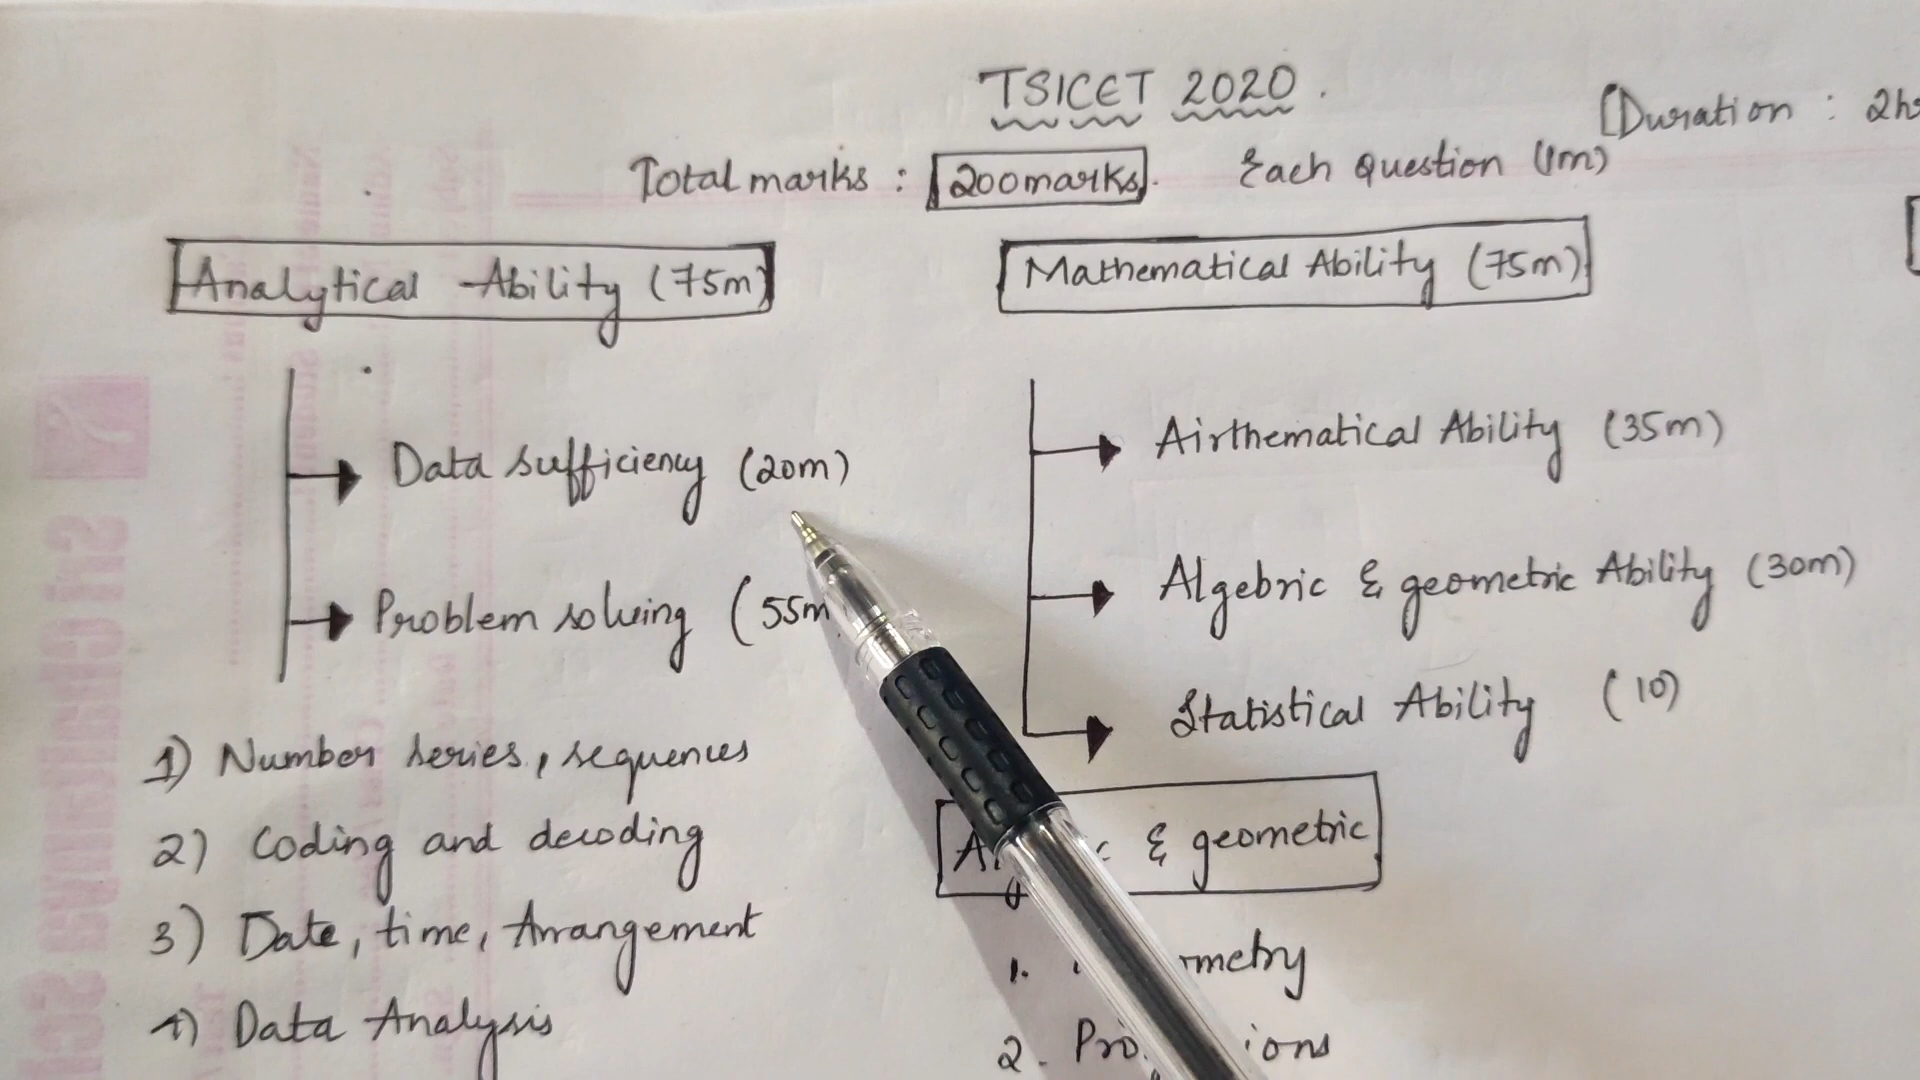 TSICET 2020.
[Duration : 2h
Total marks : 200marks. Each question (1m)
Analytical Ability (75m)
Data sufficiency (20m)
Problem solving (55m
1) Number series, sequences
2) Coding and decoding
3) Date, time, Arrangement
4) Data Analysis
Mathematical Ability (75m)
Airthematical Ability (35m)
Algebric & geometric Ability (30m)
Statistical Ability (10)
& geometric
1.
2.